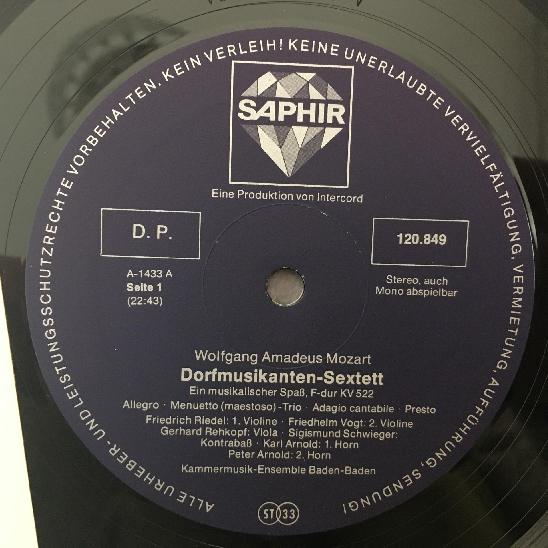 ALLE URHEBER- UND LEISTUNGSSCHUTZRECHTE VORBEHALTEN. KEIN VERLEIH! KEINE UNERLAUBTE VERVIELFÄLTIGUNG, VERMIETUNG, AUFFÜHRUNG, SENDUNG!
SAPHIR
Eine Produktion von Intercord
D. P.
120.849
A-1433 A
Seite 1
(22:43)
Stereo, auch
Mono abspielbar
Wolfgang Amadeus Mozart
Dorfmusikanten-Sextett
Ein musikalischer Spaß, F-dur KV 522
Allegro · Menuetto (maestoso) -Trio · Adagio cantabile · Presto
Friedrich Riedel: 1. Violine · Friedhelm Vogt: 2. Violine
Gerhard Rehkopf: Viola · Sigismund Schwieger:
Kontrabaß · Karl Arnold: 1. Horn
Peter Arnold: 2. Horn
Kammermusik-Ensemble Baden-Baden
ST 33